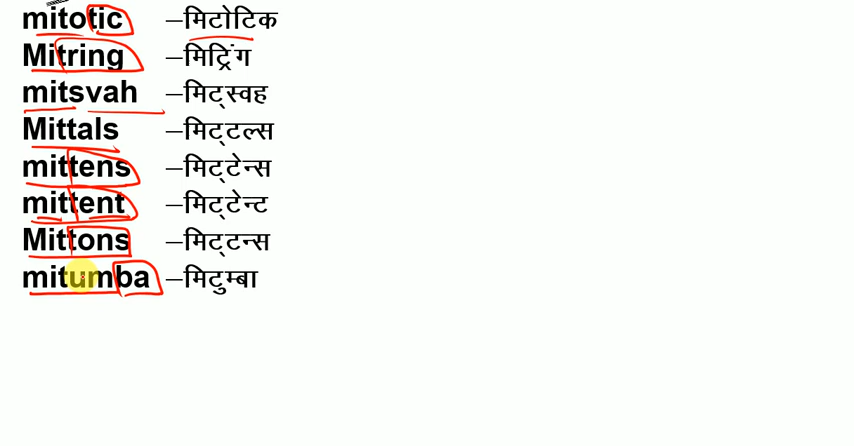 mitotic –मिटोटिक
Mitring –मिट्रिंग
mitsvah –मिट्स्वह
Mittals –मिट्टल्स
mittens –मिट्टेन्स
mittent –मिट्टेन्ट
Mittons –मिट्टन्स
mitumba –मिटुम्बा